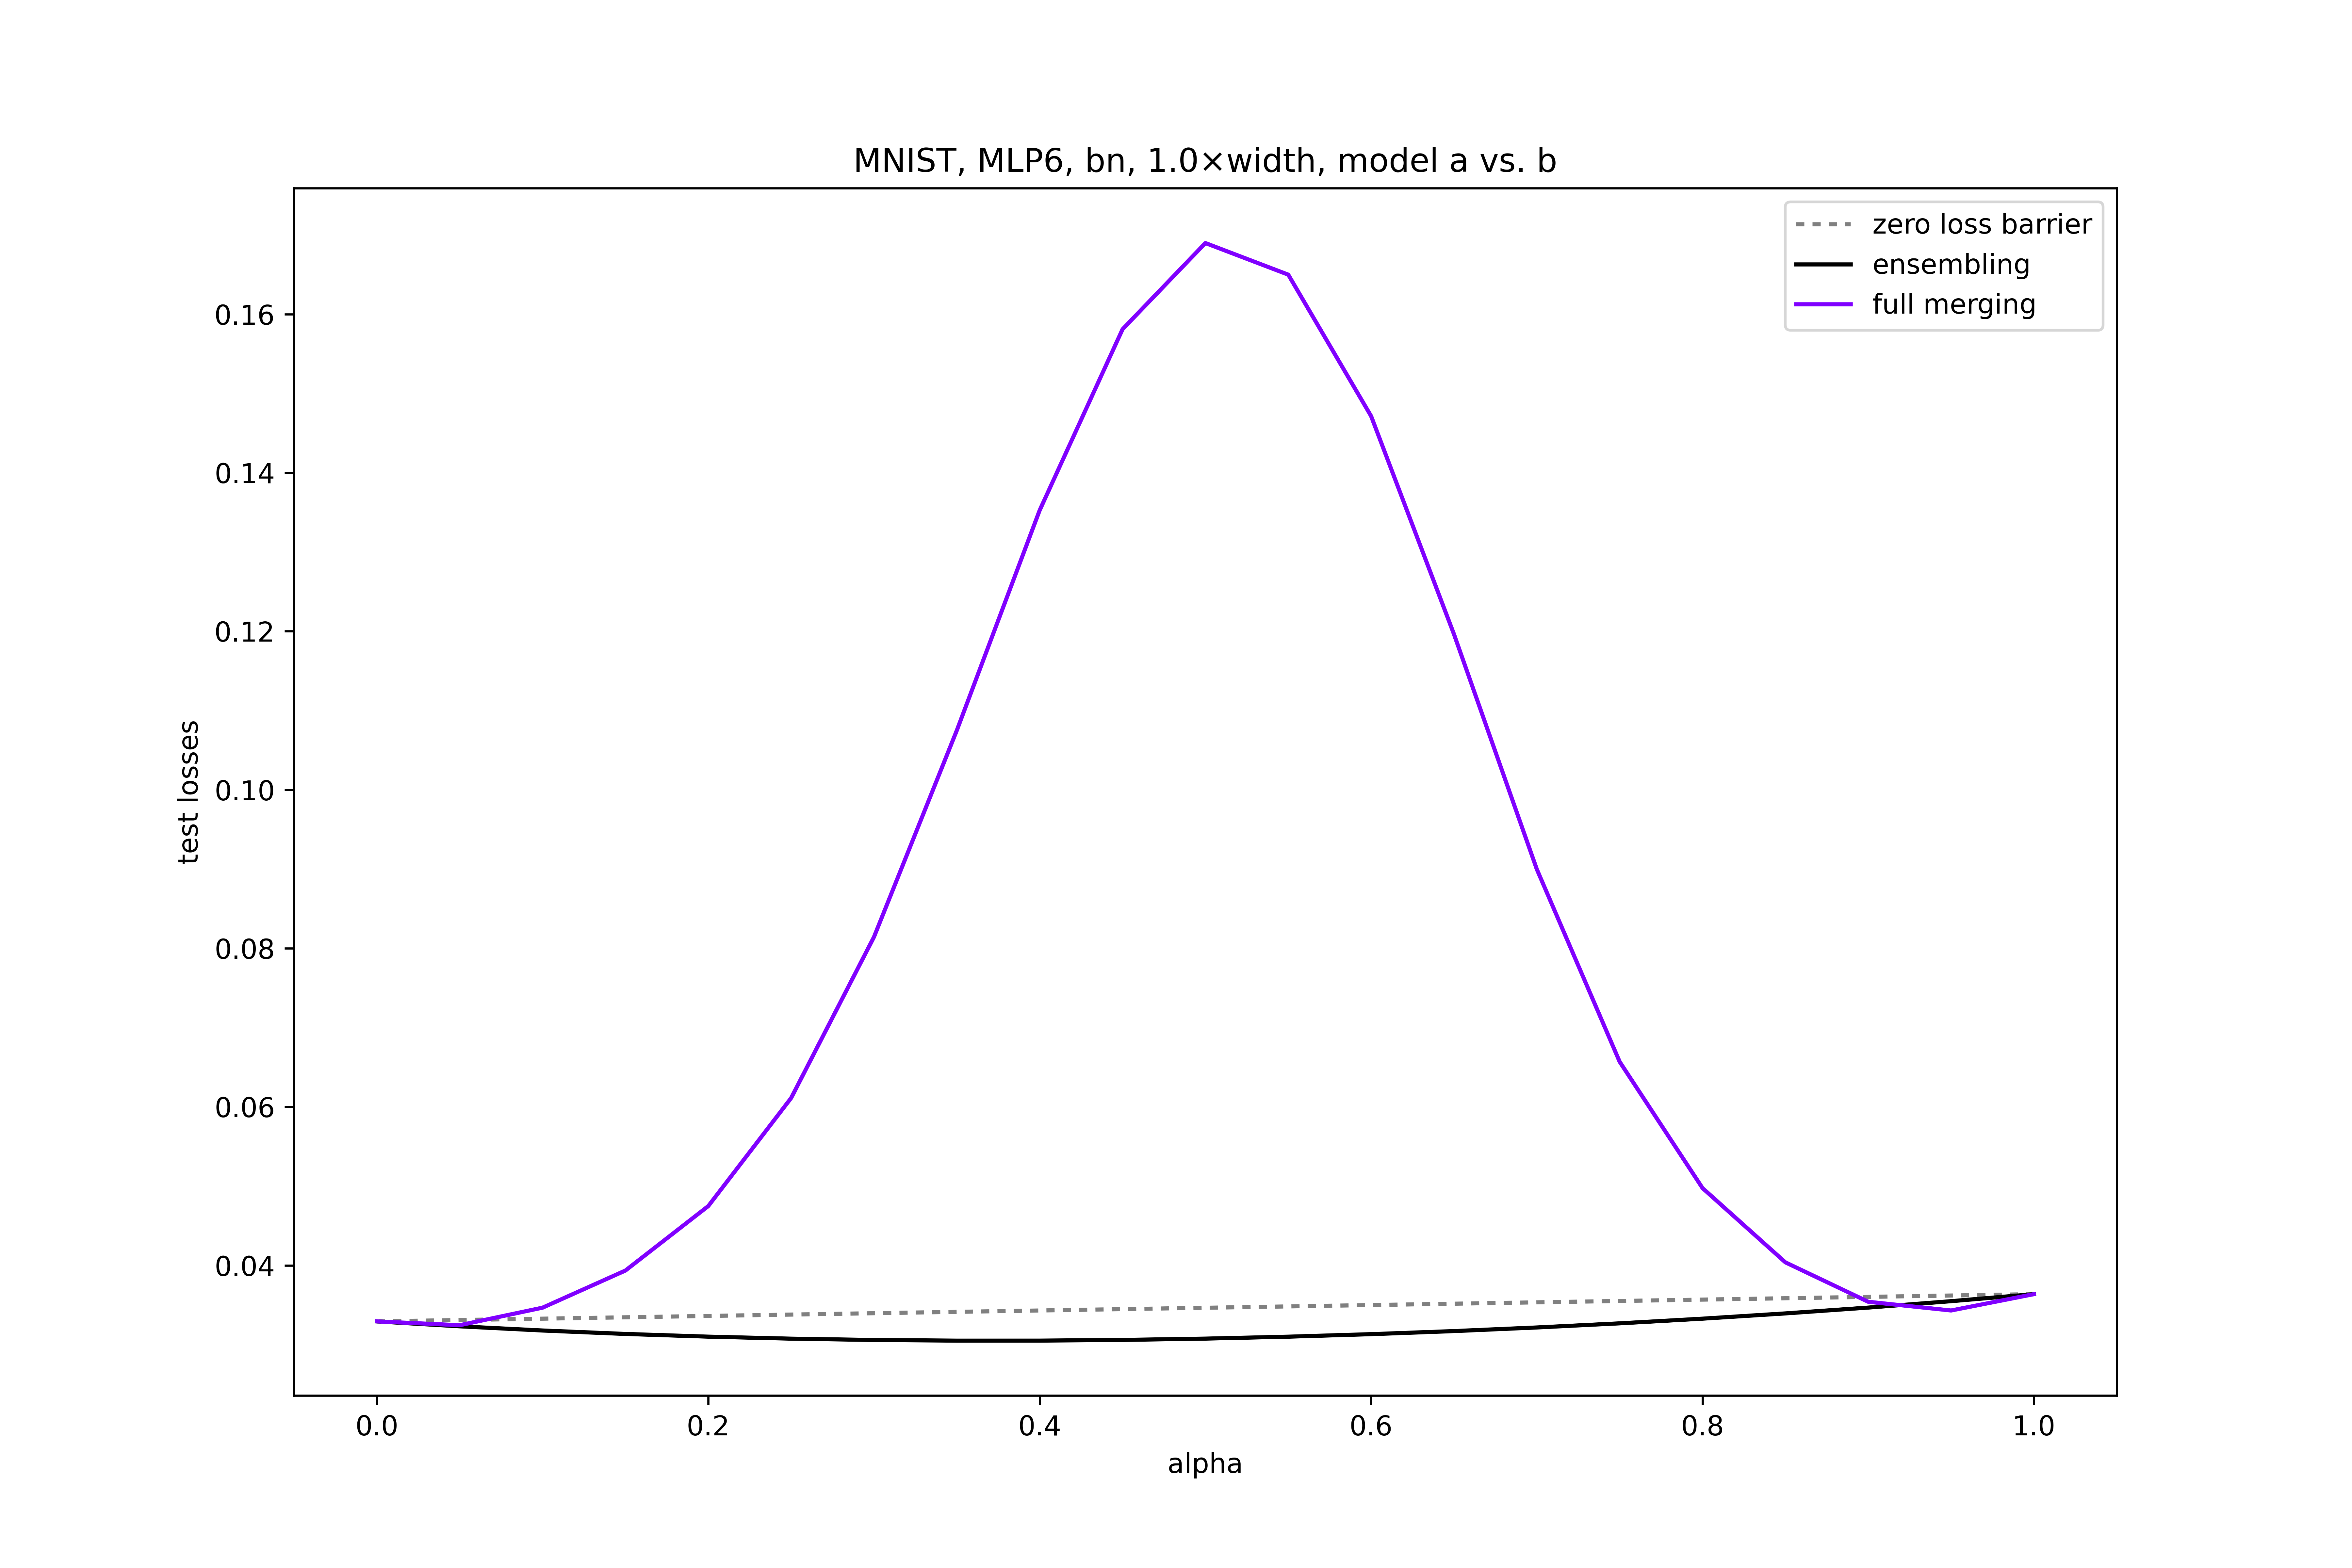 MNIST, MLP6, bn, 1.0×width, model a vs. b
zero loss barrier
ensembling
full merging
0.16
0.14
0.12
0.10
0.08
0.06
0.04
test losses
0.0 0.2 0.4 0.6 0.8 1.0
alpha